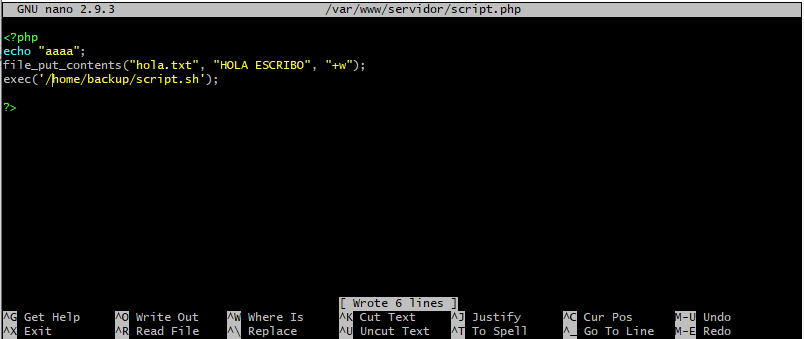 GNU nano 2.9.3 /var/www/servidor/script.php
<?php
echo "aaaa";
file_put_contents("hola.txt", "HOLA ESCRIBO", "+w");
exec('/home/backup/script.sh');
?>
[ Wrote 6 lines ]
^G Get Help ^O Write Out ^W Where Is ^K Cut Text ^J Justify ^C Cur Pos M-U Undo
^X Exit ^R Read File ^\ Replace ^U Uncut Text ^T To Spell ^_ Go To Line M-E Redo